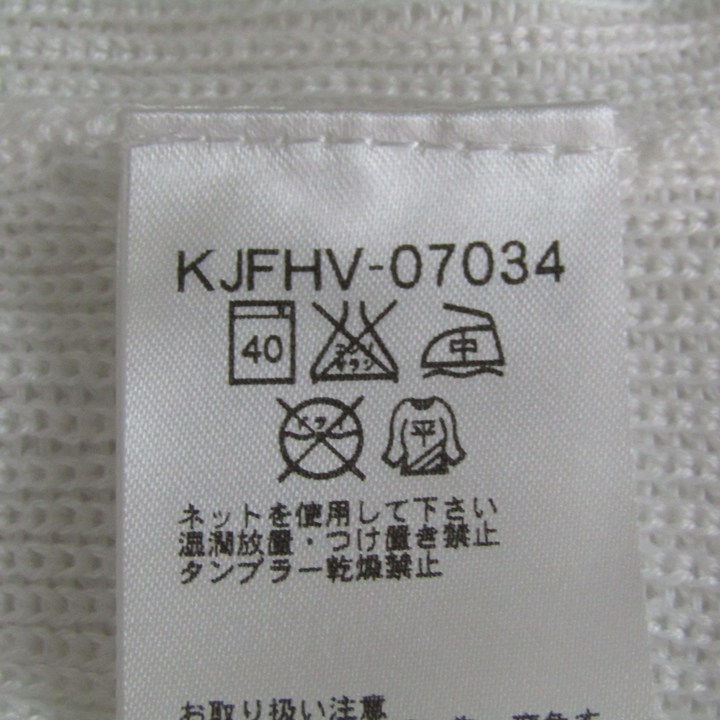 KJFHV-07034
40 エンソサラシ 中
ドライ 平
ネットを使用して下さい
湿潤放置・つけ置き禁止
タンブラー乾燥禁止
お取り扱い注意